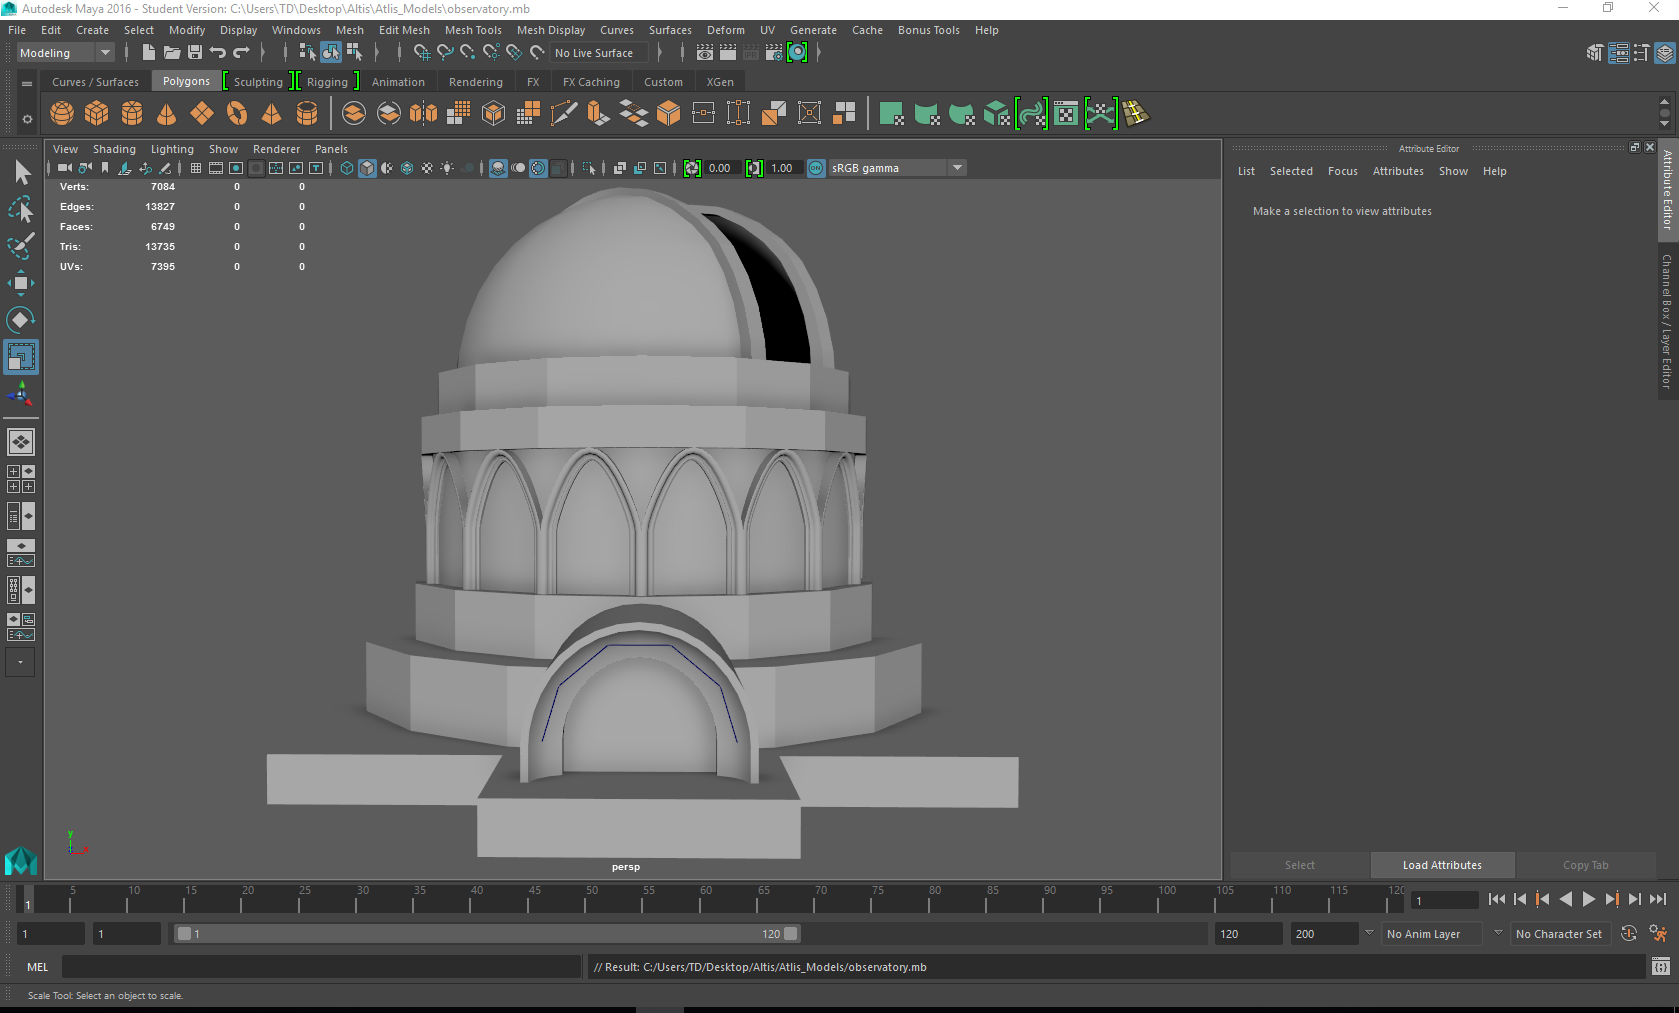 Autodesk Maya 2016 - Student Version: C:\Users\TD\Desktop\Altis\Atlis_Models\observatory.mb
File Edit Create Select Modify Display Windows Mesh Edit Mesh Mesh Tools Mesh Display Curves Surfaces Deform UV Generate Cache Bonus Tools Help
Modeling No Live Surface
Curves / Surfaces Polygons Sculpting Rigging Animation Rendering FX FX Caching Custom XGen
View Shading Lighting Show Renderer Panels
0.00 1.00 ON sRGB gamma
Verts: 7084 0 0
Edges: 13827 0 0
Faces: 6749 0 0
Tris: 13735 0 0
UVs: 7395 0 0
y
x
persp
Attribute Editor
List Selected Focus Attributes Show Help
Make a selection to view attributes
Attribute Editor
Channel Box / Layer Editor
Select Load Attributes Copy Tab
1 5 10 15 20 25 30 35 40 45 50 55 60 65 70 75 80 85 90 95 100 105 110 115 120 1
1 1 1 120 120 200 No Anim Layer No Character Set
MEL // Result: C:/Users/TD/Desktop/Altis/Atlis_Models/observatory.mb
Scale Tool: Select an object to scale.